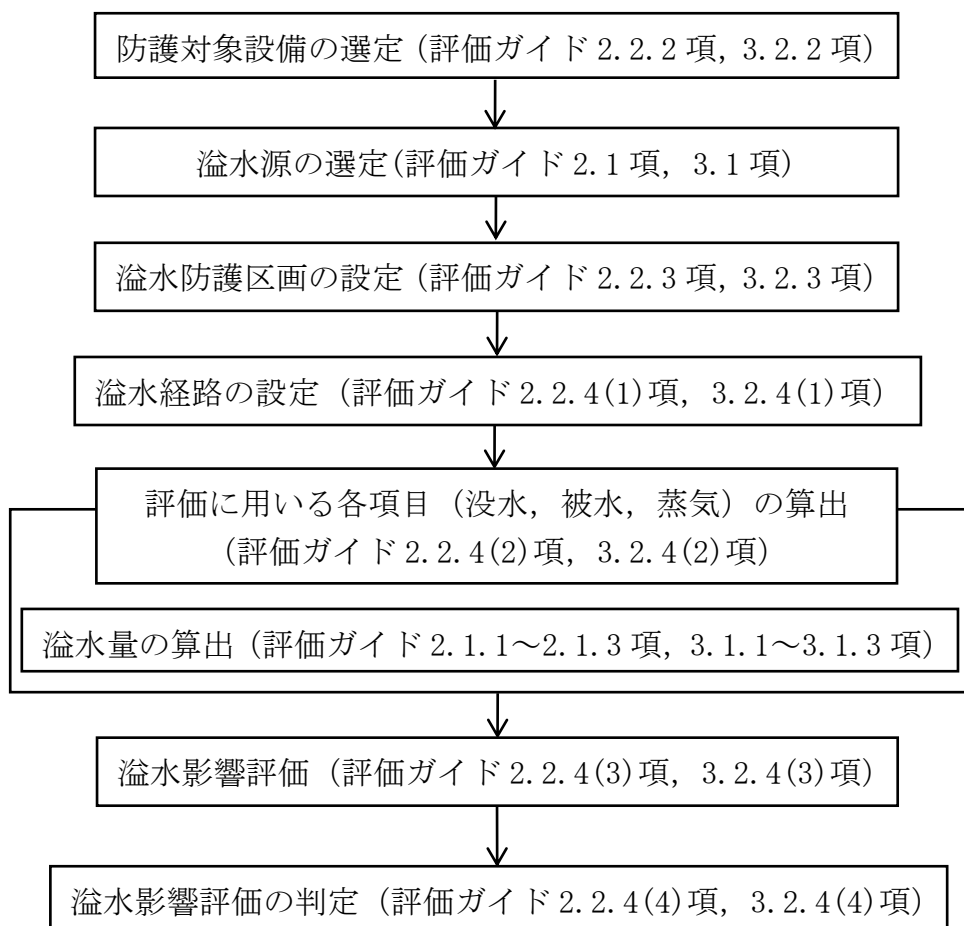 防護対象設備の選定（評価ガイド 2.2.2 項, 3.2.2 項）
溢水源の選定(評価ガイド 2.1 項, 3.1 項)
溢水防護区画の設定（評価ガイド 2.2.3 項, 3.2.3 項）
溢水経路の設定（評価ガイド 2.2.4(1)項, 3.2.4(1)項）
評価に用いる各項目（没水，被水，蒸気）の算出
（評価ガイド 2.2.4(2)項, 3.2.4(2)項）
溢水量の算出（評価ガイド 2.1.1～2.1.3 項, 3.1.1～3.1.3 項）
溢水影響評価（評価ガイド 2.2.4(3)項, 3.2.4(3)項）
溢水影響評価の判定（評価ガイド 2.2.4(4)項, 3.2.4(4)項）